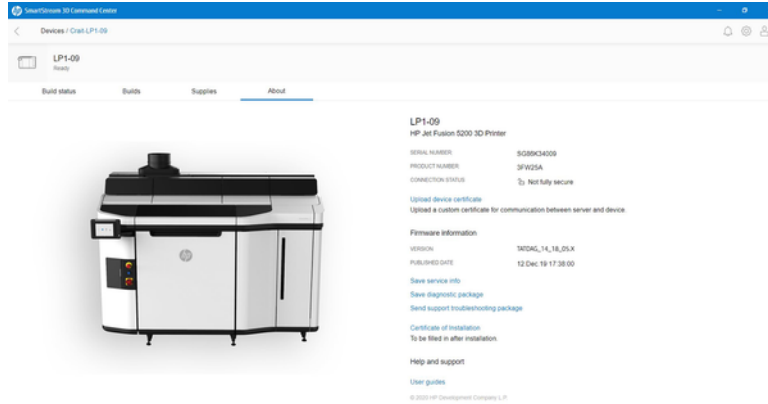 SmartStream 3D Command Center
Devices / Crait-LP1-09
LP1-09
Ready
Build status Builds Supplies About
LP1-09
HP Jet Fusion 5200 3D Printer
SERIAL NUMBER: SG86K34009
PRODUCT NUMBER: 3FW25A
CONNECTION STATUS: Not fully secure
Upload device certificate
Upload a custom certificate for communication between server and device.
Firmware information
VERSION: TATDAG_14_18_05.X
PUBLISHED DATE 12 Dec 19 17:38:00
Save service info
Save diagnostic package
Send support troubleshooting package
Certificate of Installation
To be filled in after installation.
Help and support
User guides
© 2020 HP Development Company L.P.